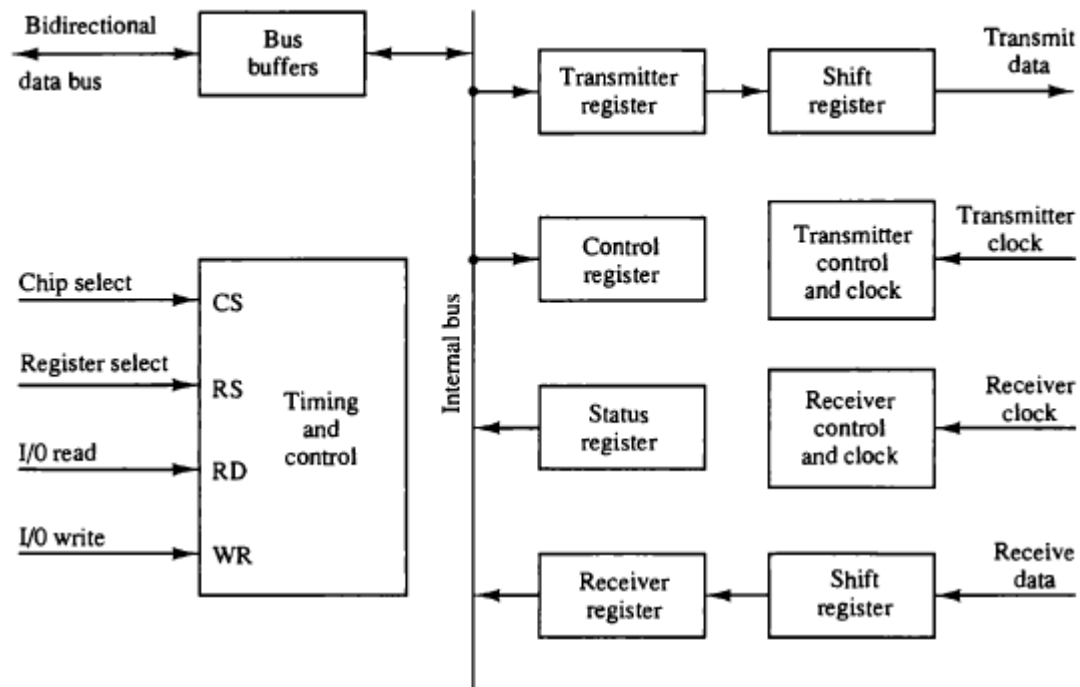 Bidirectional
data bus
Bus
buffers
Transmitter
register
Shift
register
Transmit
data
Control
register
Transmitter
control
and clock
Transmitter
clock
Chip select
CS
Register select
RS
Timing
and
control
I/0 read
RD
I/0 write
WR
Internal bus
Status
register
Receiver
control
and clock
Receiver
clock
Receiver
register
Shift
register
Receive
data